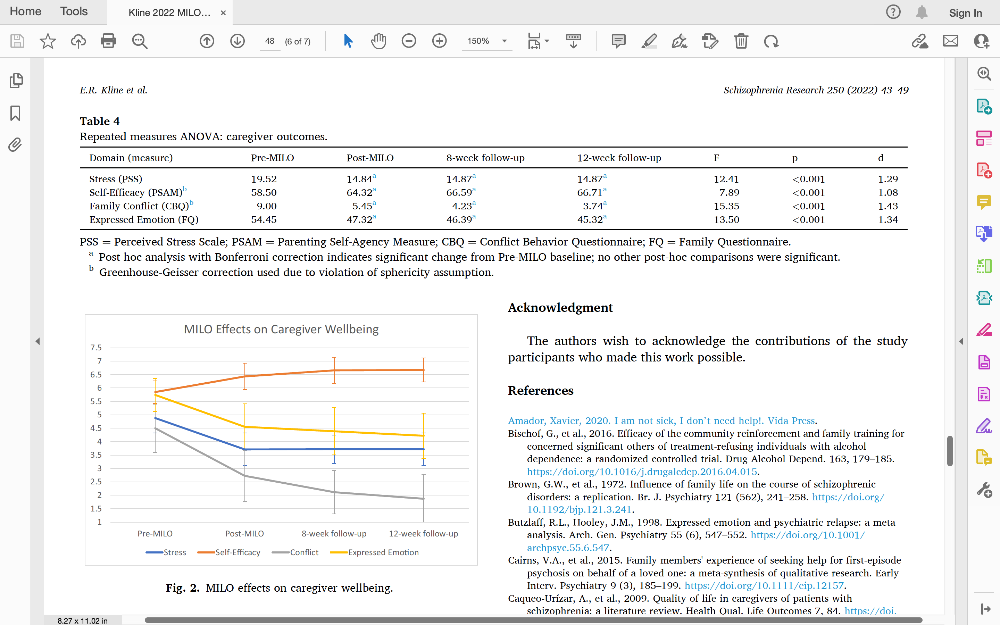 Home Tools Kline 2022 MILO... × ? Sign In
48 (6 of 7) 150%
E.R. Kline et al. Schizophrenia Research 250 (2022) 43–49
Table 4
Repeated measures ANOVA: caregiver outcomes.
Domain (measure) Pre-MILO Post-MILO 8-week follow-up 12-week follow-up F p d
Stress (PSS) 19.52 14.84a 14.87a 14.87a 12.41 <0.001 1.29
Self-Efficacy (PSAM)b 58.50 64.32a 66.59a 66.71a 7.89 <0.001 1.08
Family Conflict (CBQ)b 9.00 5.45a 4.23a 3.74a 15.35 <0.001 1.43
Expressed Emotion (FQ) 54.45 47.32a 46.39a 45.32a 13.50 <0.001 1.34
PSS = Perceived Stress Scale; PSAM = Parenting Self-Agency Measure; CBQ = Conflict Behavior Questionnaire; FQ = Family Questionnaire.
a Post hoc analysis with Bonferroni correction indicates significant change from Pre-MILO baseline; no other post-hoc comparisons were significant.
b Greenhouse-Geisser correction used due to violation of sphericity assumption.
MILO Effects on Caregiver Wellbeing
7.5
7
6.5
6
5.5
5
4.5
4
3.5
3
2.5
2
1.5
1
Pre-MILO Post-MILO 8-week follow-up 12-week follow-up
Stress Self-Efficacy Conflict Expressed Emotion
Fig. 2. MILO effects on caregiver wellbeing.
Acknowledgment
The authors wish to acknowledge the contributions of the study
participants who made this work possible.
References
Amador, Xavier, 2020. I am not sick, I don't need help!. Vida Press.
Bischof, G., et al., 2016. Efficacy of the community reinforcement and family training for
concerned significant others of treatment-refusing individuals with alcohol
dependence: a randomized controlled trial. Drug Alcohol Depend. 163, 179–185.
https://doi.org/10.1016/j.drugalcdep.2016.04.015.
Brown, G.W., et al., 1972. Influence of family life on the course of schizophrenic
disorders: a replication. Br. J. Psychiatry 121 (562), 241–258. https://doi.org/
10.1192/bjp.121.3.241.
Butzlaff, R.L., Hooley, J.M., 1998. Expressed emotion and psychiatric relapse: a meta
analysis. Arch. Gen. Psychiatry 55 (6), 547–552. https://doi.org/10.1001/
archpsyc.55.6.547.
Cairns, V.A., et al., 2015. Family members' experience of seeking help for first-episode
psychosis on behalf of a loved one: a meta-synthesis of qualitative research. Early
Interv. Psychiatry 9 (3), 185–199. https://doi.org/10.1111/eip.12157.
Caqueo-Urízar, A., et al., 2009. Quality of life in caregivers of patients with
schizophrenia: a literature review. Health Qual. Life Outcomes 7, 84. https://doi.
8.27 x 11.02 in